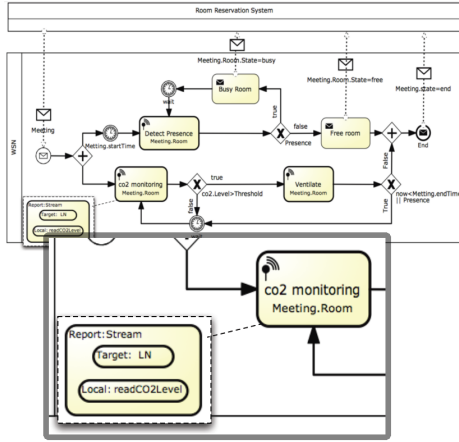 Room Reservation System
Meeting.Room.State=busy
Meeting.Room.State=free
Meeting.state=end
Meeting
WSN
Busy Room
wait
true
Metting.startTime
Detect Presence
Meeting.Room
false
Presence
Free room
End
co2 monitoring
Meeting.Room
true
co2.Level>Threshold
false
Ventilate
Meeting.Room
False
now<Metting.endTime
|| Presence
True
Report:Stream
Target: LN
Local: readCO2Level
co2 monitoring
Meeting.Room
Report:Stream
Target: LN
Local: readCO2Level